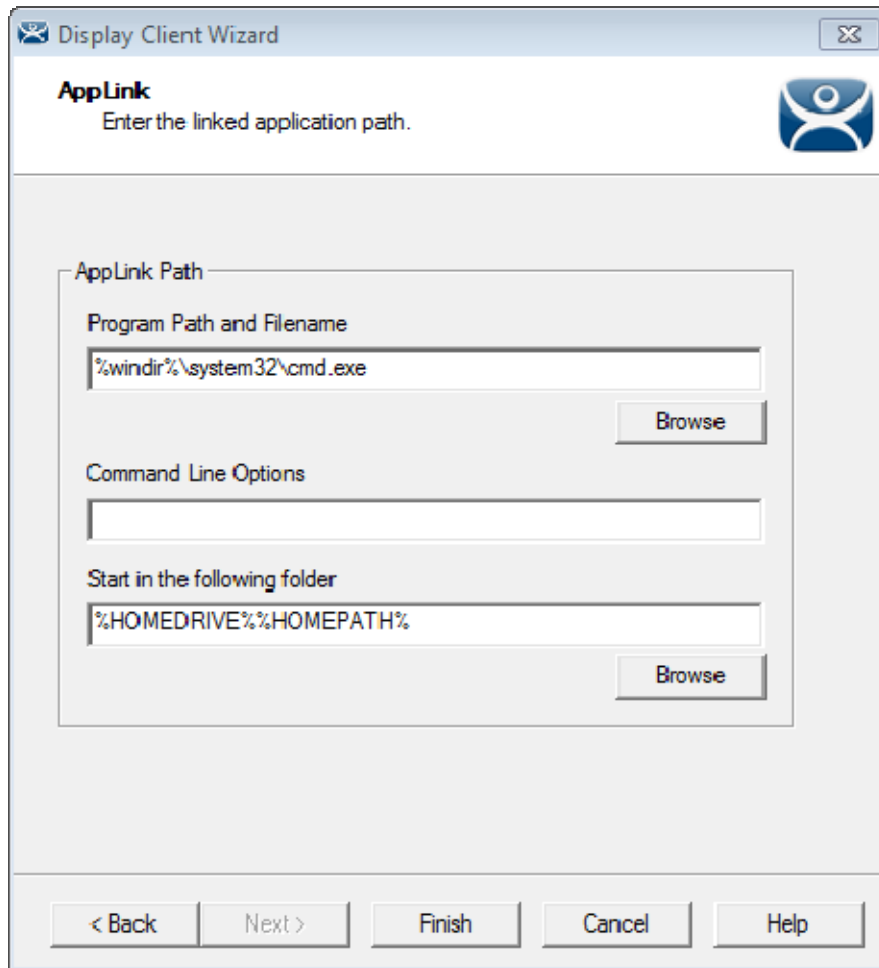 Display Client Wizard
AppLink
Enter the linked application path.
AppLink Path
Program Path and Filename
%windir%\system32\cmd.exe
Browse
Command Line Options
Start in the following folder
%HOMEDRIVE%%HOMEPATH%
Browse
< Back Next > Finish Cancel Help